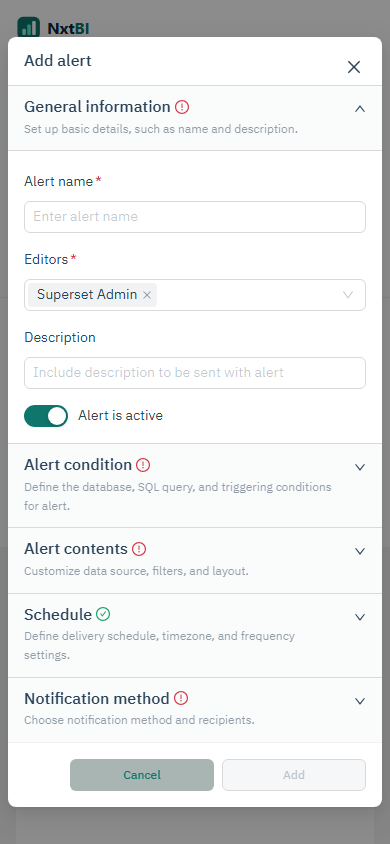 NxtBI
Add alert
General information
Set up basic details, such as name and description.
Alert name*
Enter alert name
Editors*
Superset Admin
Description
Include description to be sent with alert
Alert is active
Alert condition
Define the database, SQL query, and triggering conditions
for alert.
Alert contents
Customize data source, filters, and layout.
Schedule
Define delivery schedule, timezone, and frequency
settings.
Notification method
Choose notification method and recipients.
Cancel
Add